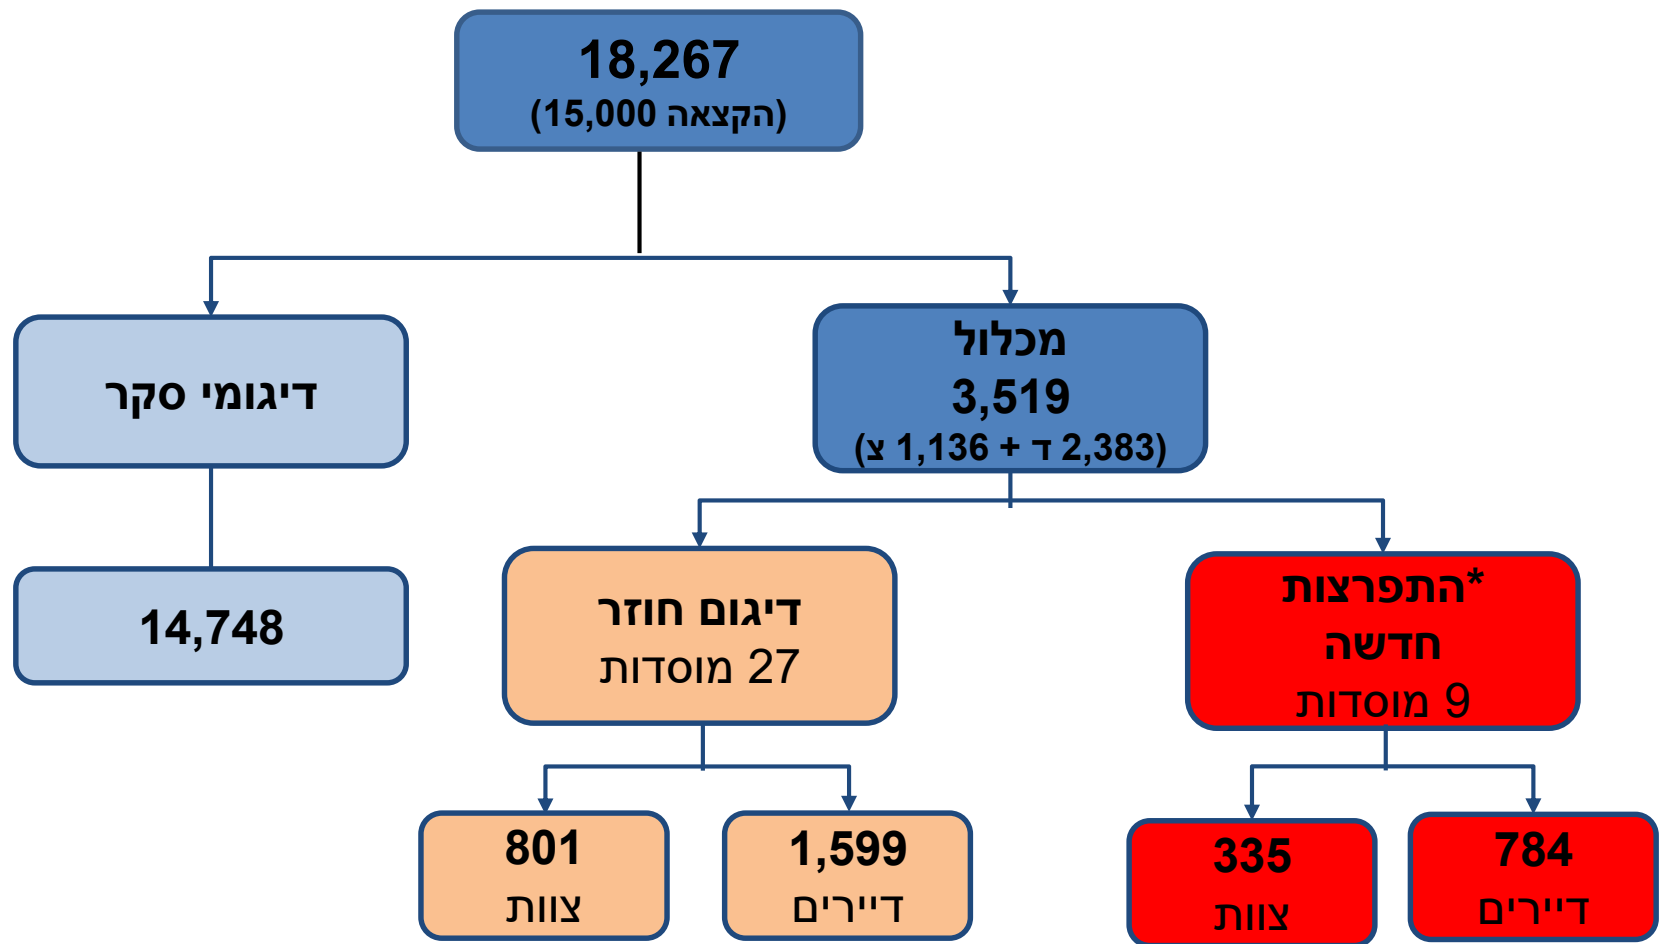 18,267
(הקצאה 15,000)
מכלול
3,519
(2,383 ד + 1,136 צ)
דיגומי סקר
14,748
*התפרצות
חדשה
9 מוסדות
דיגום חוזר
27 מוסדות
784
דיירים
335
צוות
1,599
דיירים
801
צוות